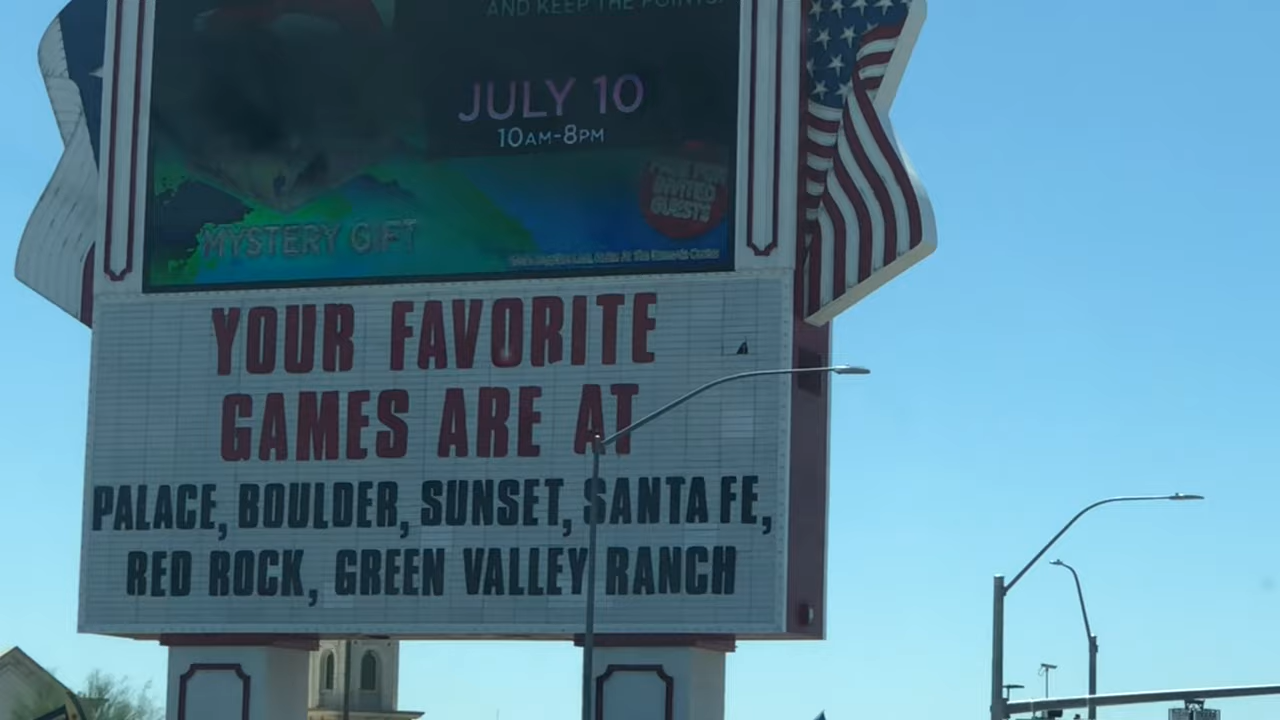 AND KEEP THE POINTS.
JULY 10
10AM-8PM
INVITED
GUESTS
MYSTERY GIFT
YOUR FAVORITE
GAMES ARE AT
PALACE, BOULDER, SUNSET, SANTA FE,
RED ROCK, GREEN VALLEY RANCH